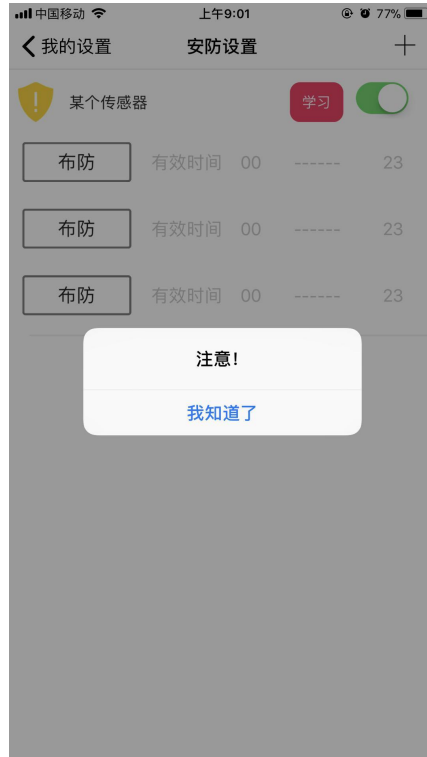 中国移动 上午9:01 77%
我的设置 安防设置
某个传感器 学习
布防 有效时间 00 ------ 23
布防 有效时间 00 ------ 23
布防 有效时间 00 ------ 23
注意！
我知道了